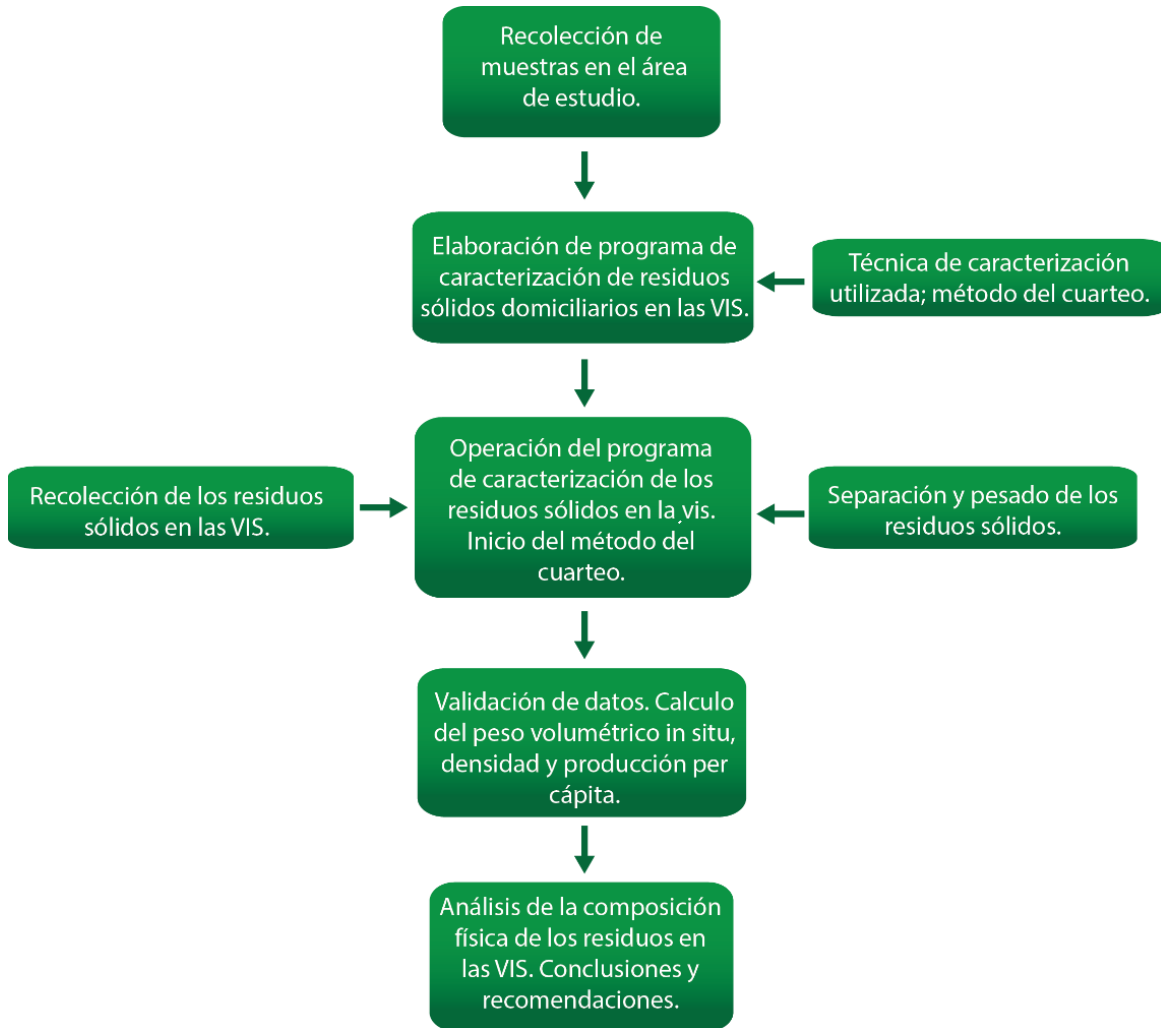 Recolección de
muestras en el área
de estudio.
Elaboración de programa de
caracterización de residuos
sólidos domiciliarios en las VIS.
Técnica de caracterización
utilizada; método del cuarteo.
Recolección de los residuos
sólidos en las VIS.
Operación del programa
de caracterización de los
residuos sólidos en la vis.
Inicio del método del
cuarteo.
Separación y pesado de los
residuos sólidos.
Validación de datos. Calculo
del peso volumétrico in situ,
densidad y producción per
cápita.
Análisis de la composición
física de los residuos en
las VIS. Conclusiones y
recomendaciones.